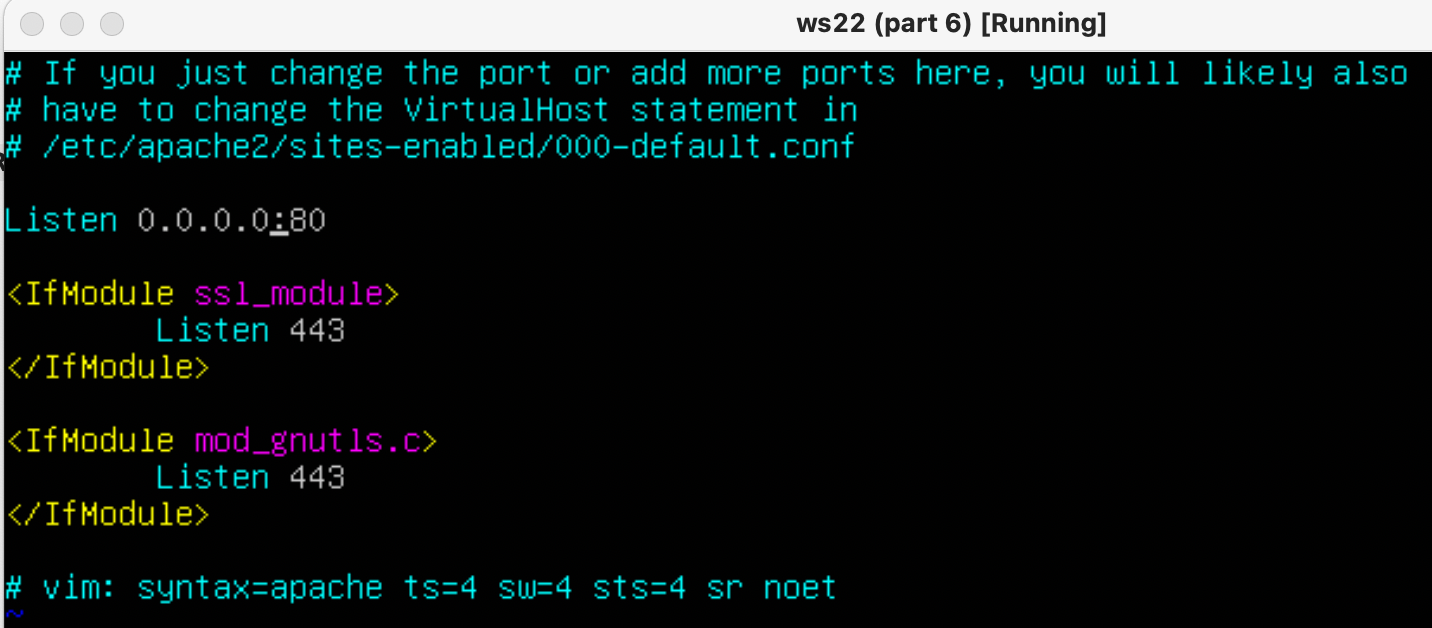 ws22 (part 6) [Running]
# If you just change the port or add more ports here, you will likely also
# have to change the VirtualHost statement in
# /etc/apache2/sites-enabled/000-default.conf
Listen 0.0.0.0:80
<IfModule ssl_module>
Listen 443
</IfModule>
<IfModule mod_gnutls.c>
Listen 443
</IfModule>
# vim: syntax=apache ts=4 sw=4 sts=4 sr noet
~